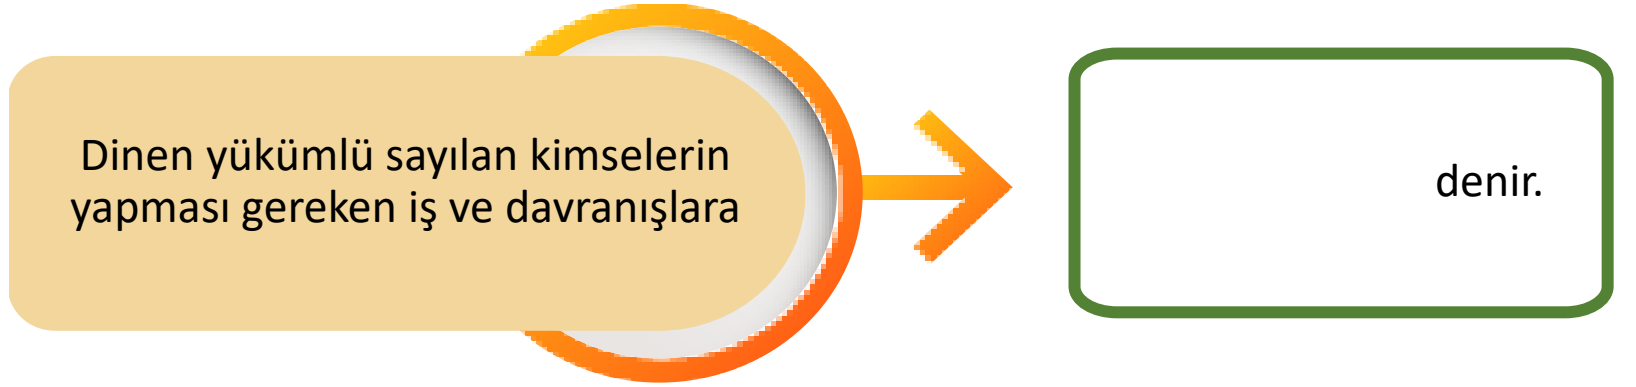 Dinen yükümlü sayılan kimselerin
yapması gereken iş ve davranışlara
denir.